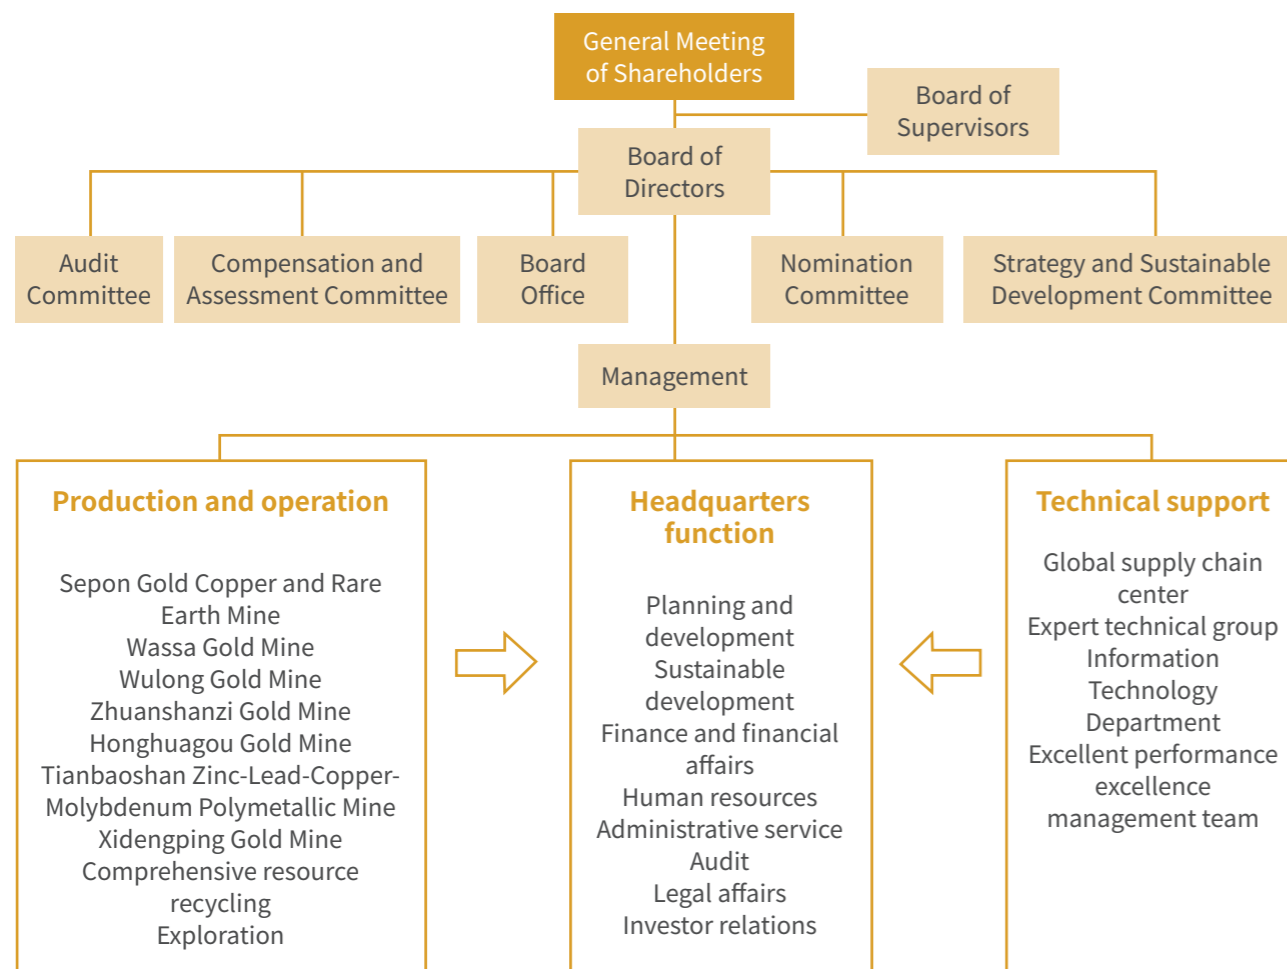 General Meeting
of Shareholders
Board of
Supervisors
Board of
Directors
Audit
Committee
Compensation and
Assessment Committee
Board
Office
Nomination
Committee
Strategy and Sustainable
Development Committee
Management
Production and operation
Sepon Gold Copper and Rare
Earth Mine
Wassa Gold Mine
Wulong Gold Mine
Zhuanshanzi Gold Mine
Honghuagou Gold Mine
Tianbaoshan Zinc-Lead-Copper-
Molybdenum Polymetallic Mine
Xidengping Gold Mine
Comprehensive resource
recycling
Exploration
Headquarters
function
Planning and
development
Sustainable
development
Finance and financial
affairs
Human resources
Administrative service
Audit
Legal affairs
Investor relations
Technical support
Global supply chain
center
Expert technical group
Information
Technology
Department
Excellent performance
excellence
management team